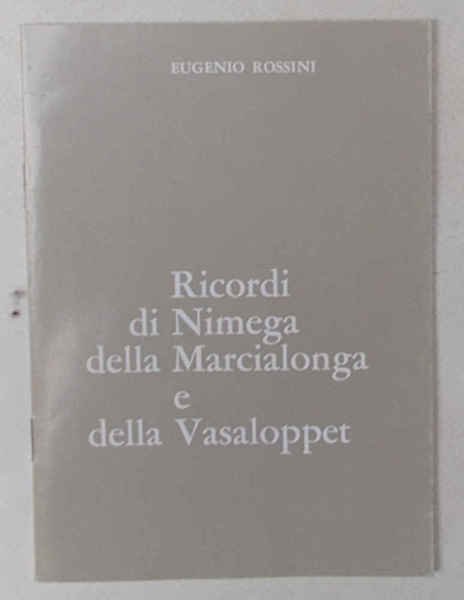 EUGENIO ROSSINI
Ricordi
di Nimega
della Marcialonga
e
della Vasaloppet